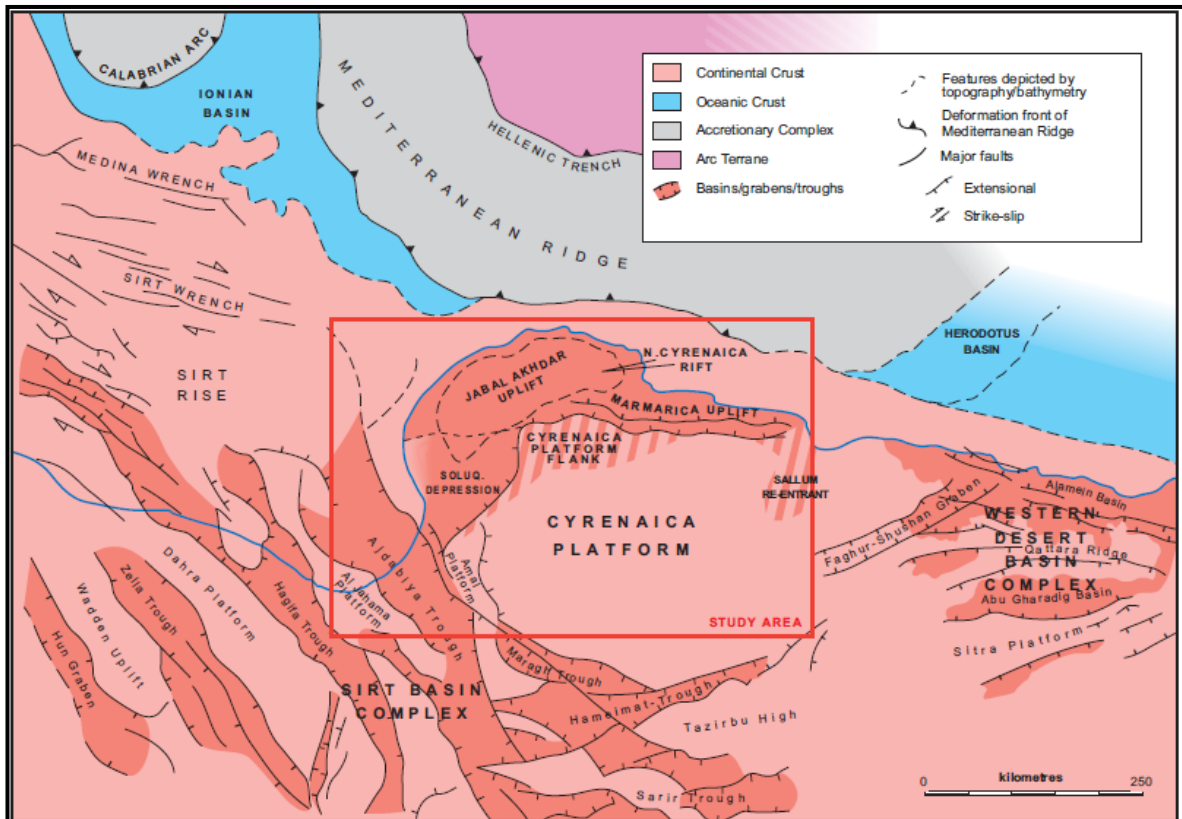 CALABRIAN ARC
IONIAN
BASIN
MEDITERRANEAN RIDGE
HELLENIC TRENCH
Continental Crust
Oceanic Crust
Accretionary Complex
Arc Terrane
Basins/grabens/troughs
Features depicted by
topography/bathymetry
Deformation front of
Mediterranean Ridge
Major faults
Extensional
Strike-slip
MEDINA WRENCH
SIRT WRENCH
SIRT
RISE
HERODOTUS
BASIN
N.CYRENAICA
RIFT
JABAL AKHDAR
UPLIFT
MARMARICA UPLIFT
CYRENAICA
PLATFORM
FLANK
SOLUQ.
DEPRESSION
SALLUM
RE-ENTRANT
CYRENAICA
PLATFORM
Faghur-Shushan Graben
Alamein Basin
WESTERN
DESERT
Qattara Ridge
BASIN
COMPLEX
Abu Gharadig Basin
Sitra Platform
Ajdabiya Trough
Amal
Platform
Al Jahama
Platform
Hagifa Trough
Dahra Platform
Zella Trough
Wadden Uplift
Hun Graben
STUDY AREA
Maragh Trough
SIRT BASIN
COMPLEX
Hameimat-Trough
Tazirbu High
Sarir Trough
0 kilometres 250